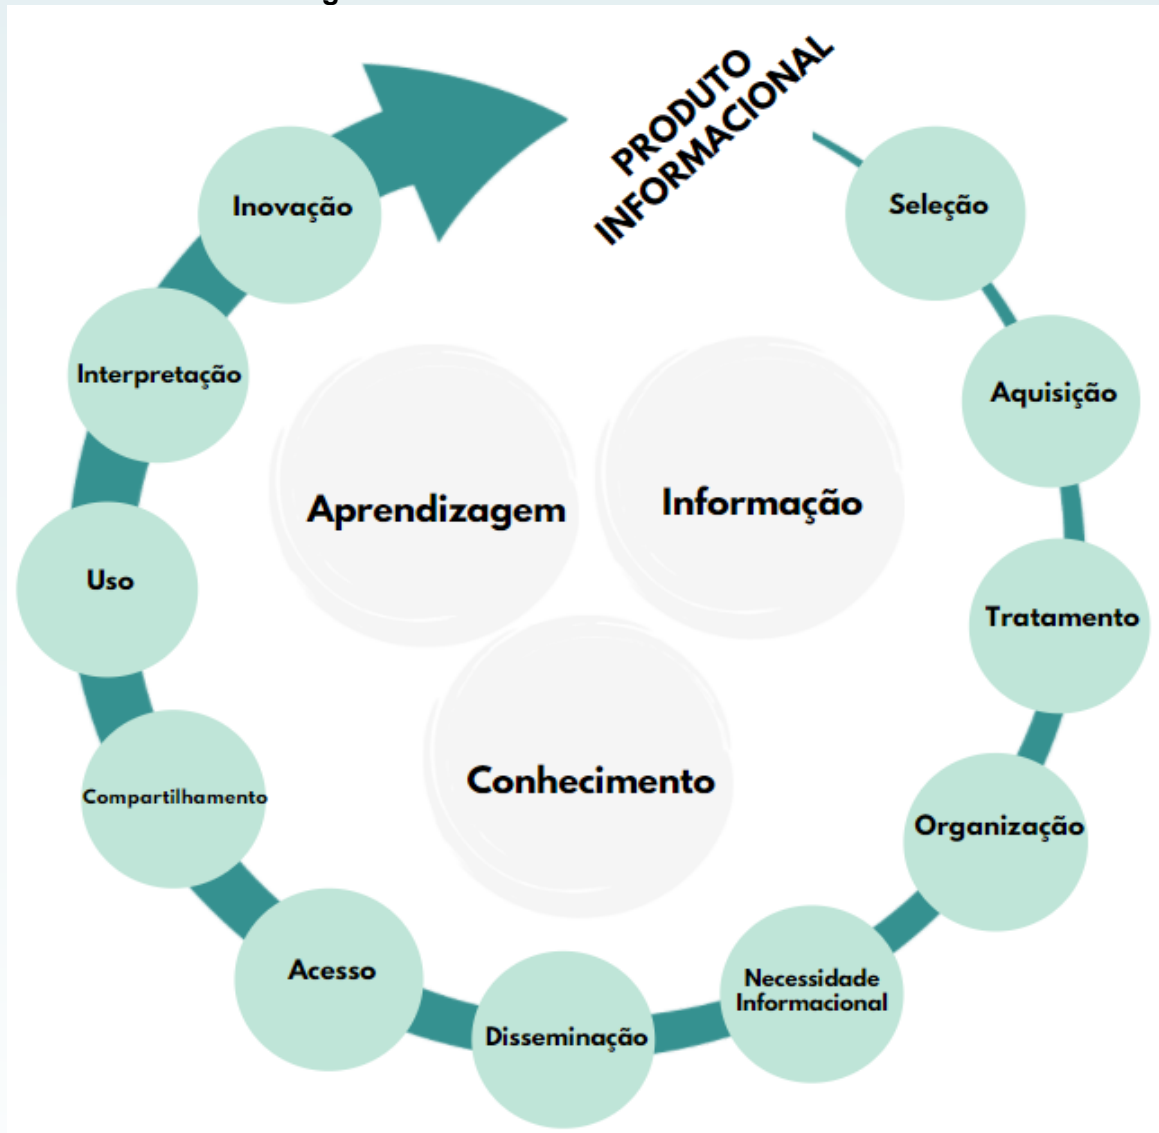 PRODUTO
INFORMACIONAL
Seleção
Aquisição
Tratamento
Organização
Necessidade
Informacional
Disseminação
Acesso
Compartilhamento
Uso
Interpretação
Inovação
Aprendizagem
Informação
Conhecimento